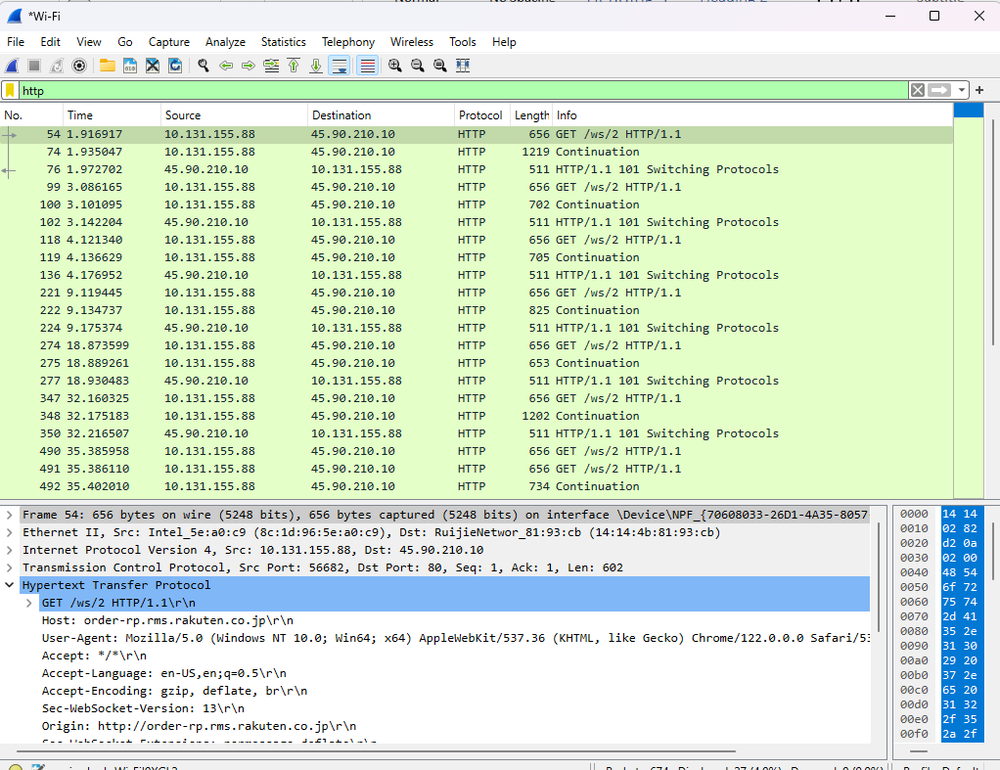 *Wi-Fi
File Edit View Go Capture Analyze Statistics Telephony Wireless Tools Help
http
No. Time Source Destination Protocol Length Info
54 1.916917 10.131.155.88 45.90.210.10 HTTP 656 GET /ws/2 HTTP/1.1
74 1.935047 10.131.155.88 45.90.210.10 HTTP 1219 Continuation
76 1.972702 45.90.210.10 10.131.155.88 HTTP 511 HTTP/1.1 101 Switching Protocols
99 3.086165 10.131.155.88 45.90.210.10 HTTP 656 GET /ws/2 HTTP/1.1
100 3.101095 10.131.155.88 45.90.210.10 HTTP 702 Continuation
102 3.142204 45.90.210.10 10.131.155.88 HTTP 511 HTTP/1.1 101 Switching Protocols
118 4.121340 10.131.155.88 45.90.210.10 HTTP 656 GET /ws/2 HTTP/1.1
119 4.136629 10.131.155.88 45.90.210.10 HTTP 705 Continuation
136 4.176952 45.90.210.10 10.131.155.88 HTTP 511 HTTP/1.1 101 Switching Protocols
221 9.119445 10.131.155.88 45.90.210.10 HTTP 656 GET /ws/2 HTTP/1.1
222 9.134737 10.131.155.88 45.90.210.10 HTTP 825 Continuation
224 9.175374 45.90.210.10 10.131.155.88 HTTP 511 HTTP/1.1 101 Switching Protocols
274 18.873599 10.131.155.88 45.90.210.10 HTTP 656 GET /ws/2 HTTP/1.1
275 18.889261 10.131.155.88 45.90.210.10 HTTP 653 Continuation
277 18.930483 45.90.210.10 10.131.155.88 HTTP 511 HTTP/1.1 101 Switching Protocols
347 32.160325 10.131.155.88 45.90.210.10 HTTP 656 GET /ws/2 HTTP/1.1
348 32.175183 10.131.155.88 45.90.210.10 HTTP 1202 Continuation
350 32.216507 45.90.210.10 10.131.155.88 HTTP 511 HTTP/1.1 101 Switching Protocols
490 35.385958 10.131.155.88 45.90.210.10 HTTP 656 GET /ws/2 HTTP/1.1
491 35.386110 10.131.155.88 45.90.210.10 HTTP 656 GET /ws/2 HTTP/1.1
492 35.402010 10.131.155.88 45.90.210.10 HTTP 734 Continuation
Frame 54: 656 bytes on wire (5248 bits), 656 bytes captured (5248 bits) on interface \Device\NPF_{70608033-26D1-4A35-8057
Ethernet II, Src: Intel_5e:a0:c9 (8c:1d:96:5e:a0:c9), Dst: RuijieNetwor_81:93:cb (14:14:4b:81:93:cb)
Internet Protocol Version 4, Src: 10.131.155.88, Dst: 45.90.210.10
Transmission Control Protocol, Src Port: 56682, Dst Port: 80, Seq: 1, Ack: 1, Len: 602
Hypertext Transfer Protocol
GET /ws/2 HTTP/1.1\r\n
Host: order-rp.rms.rakuten.co.jp\r\n
User-Agent: Mozilla/5.0 (Windows NT 10.0; Win64; x64) AppleWebKit/537.36 (KHTML, like Gecko) Chrome/122.0.0.0 Safari/53
Accept: */*\r\n
Accept-Language: en-US,en;q=0.5\r\n
Accept-Encoding: gzip, deflate, br\r\n
Sec-WebSocket-Version: 13\r\n
Origin: http://order-rp.rms.rakuten.co.jp\r\n
0000 14 14
0010 02 82
0020 d2 0a
0030 02 00
0040 48 54
0050 6f 72
0060 75 74
0070 2d 41
0080 35 2e
0090 31 30
00a0 29 20
00b0 37 2e
00c0 65 20
00d0 31 32
00e0 2f 35
00f0 2a 2f